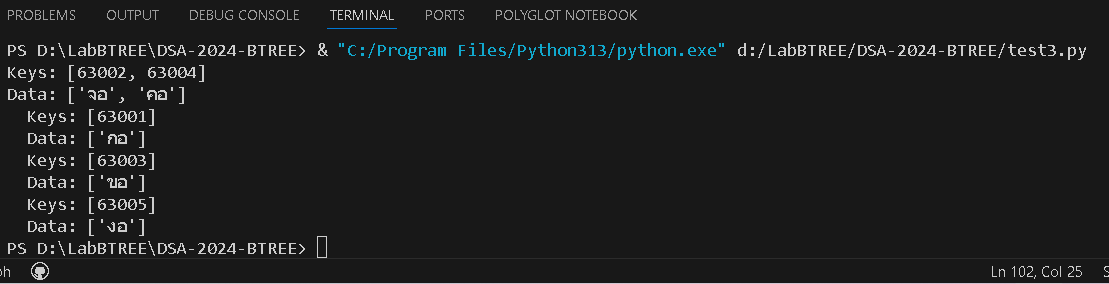 PROBLEMS OUTPUT DEBUG CONSOLE TERMINAL PORTS POLYGLOT NOTEBOOK
PS D:\LabBTREE\DSA-2024-BTREE> & "C:/Program Files/Python313/python.exe" d:/LabBTREE/DSA-2024-BTREE/test3.py
Keys: [63002, 63004]
Data: ['จอ', 'คอ']
  Keys: [63001]
  Data: ['กอ']
  Keys: [63003]
  Data: ['ขอ']
  Keys: [63005]
  Data: ['งอ']
PS D:\LabBTREE\DSA-2024-BTREE>
Ln 102, Col 25